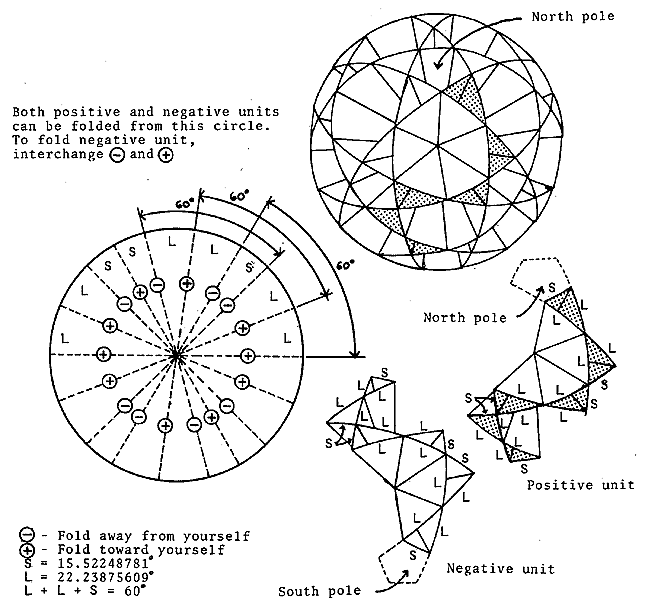 North pole
Both positive and negative units
can be folded from this circle.
To fold negative unit,
interchange ⊖ and ⊕
60° 60°
60°
L
S S L L S
L L
L L
⊖ ⊕ ⊖ ⊕ ⊖ ⊖
⊕ ⊕
⊕ ⊕
⊕ ⊕
⊖ ⊖ ⊕ ⊖ ⊕ ⊖
North pole
S
L L
L
L S
S L L
L L S
L L
S
Positive unit
S
L L
L L
L L L
S S
L S
L L
L L
S
Negative unit
South pole
⊖ - Fold away from yourself
⊕ - Fold toward yourself
S = 15.52248781°
L = 22.23875609°
L + L + S = 60°